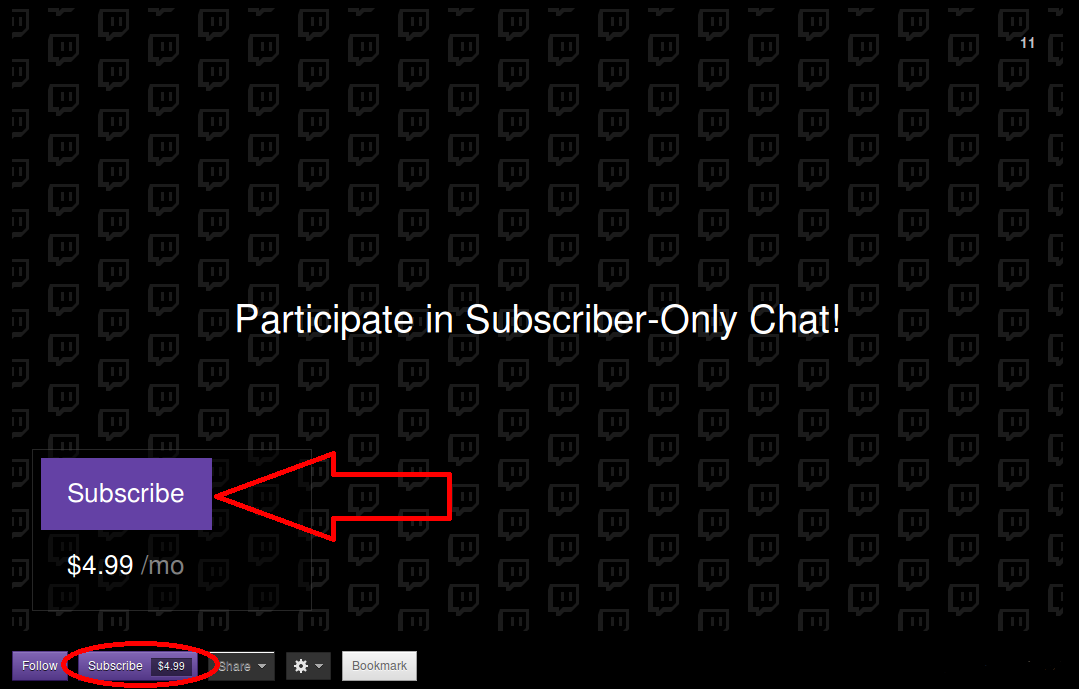 11
Participate in Subscriber-Only Chat!
Subscribe
$4.99 /mo
Follow Subscribe $4.99 Share Bookmark